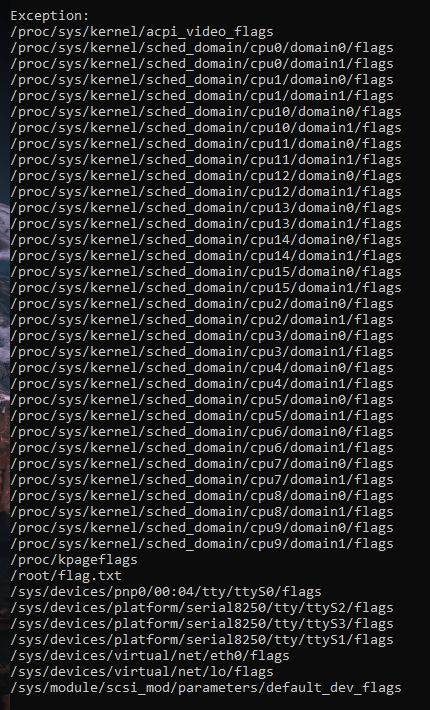 Exception:
/proc/sys/kernel/acpi_video_flags
/proc/sys/kernel/sched_domain/cpu0/domain0/flags
/proc/sys/kernel/sched_domain/cpu0/domain1/flags
/proc/sys/kernel/sched_domain/cpu1/domain0/flags
/proc/sys/kernel/sched_domain/cpu1/domain1/flags
/proc/sys/kernel/sched_domain/cpu10/domain0/flags
/proc/sys/kernel/sched_domain/cpu10/domain1/flags
/proc/sys/kernel/sched_domain/cpu11/domain0/flags
/proc/sys/kernel/sched_domain/cpu11/domain1/flags
/proc/sys/kernel/sched_domain/cpu12/domain0/flags
/proc/sys/kernel/sched_domain/cpu12/domain1/flags
/proc/sys/kernel/sched_domain/cpu13/domain0/flags
/proc/sys/kernel/sched_domain/cpu13/domain1/flags
/proc/sys/kernel/sched_domain/cpu14/domain0/flags
/proc/sys/kernel/sched_domain/cpu14/domain1/flags
/proc/sys/kernel/sched_domain/cpu15/domain0/flags
/proc/sys/kernel/sched_domain/cpu15/domain1/flags
/proc/sys/kernel/sched_domain/cpu2/domain0/flags
/proc/sys/kernel/sched_domain/cpu2/domain1/flags
/proc/sys/kernel/sched_domain/cpu3/domain0/flags
/proc/sys/kernel/sched_domain/cpu3/domain1/flags
/proc/sys/kernel/sched_domain/cpu4/domain0/flags
/proc/sys/kernel/sched_domain/cpu4/domain1/flags
/proc/sys/kernel/sched_domain/cpu5/domain0/flags
/proc/sys/kernel/sched_domain/cpu5/domain1/flags
/proc/sys/kernel/sched_domain/cpu6/domain0/flags
/proc/sys/kernel/sched_domain/cpu6/domain1/flags
/proc/sys/kernel/sched_domain/cpu7/domain0/flags
/proc/sys/kernel/sched_domain/cpu7/domain1/flags
/proc/sys/kernel/sched_domain/cpu8/domain0/flags
/proc/sys/kernel/sched_domain/cpu8/domain1/flags
/proc/sys/kernel/sched_domain/cpu9/domain0/flags
/proc/sys/kernel/sched_domain/cpu9/domain1/flags
/proc/kpageflags
/root/flag.txt
/sys/devices/pnp0/00:04/tty/ttyS0/flags
/sys/devices/platform/serial8250/tty/ttyS2/flags
/sys/devices/platform/serial8250/tty/ttyS3/flags
/sys/devices/platform/serial8250/tty/ttyS1/flags
/sys/devices/virtual/net/eth0/flags
/sys/devices/virtual/net/lo/flags
/sys/module/scsi_mod/parameters/default_dev_flags